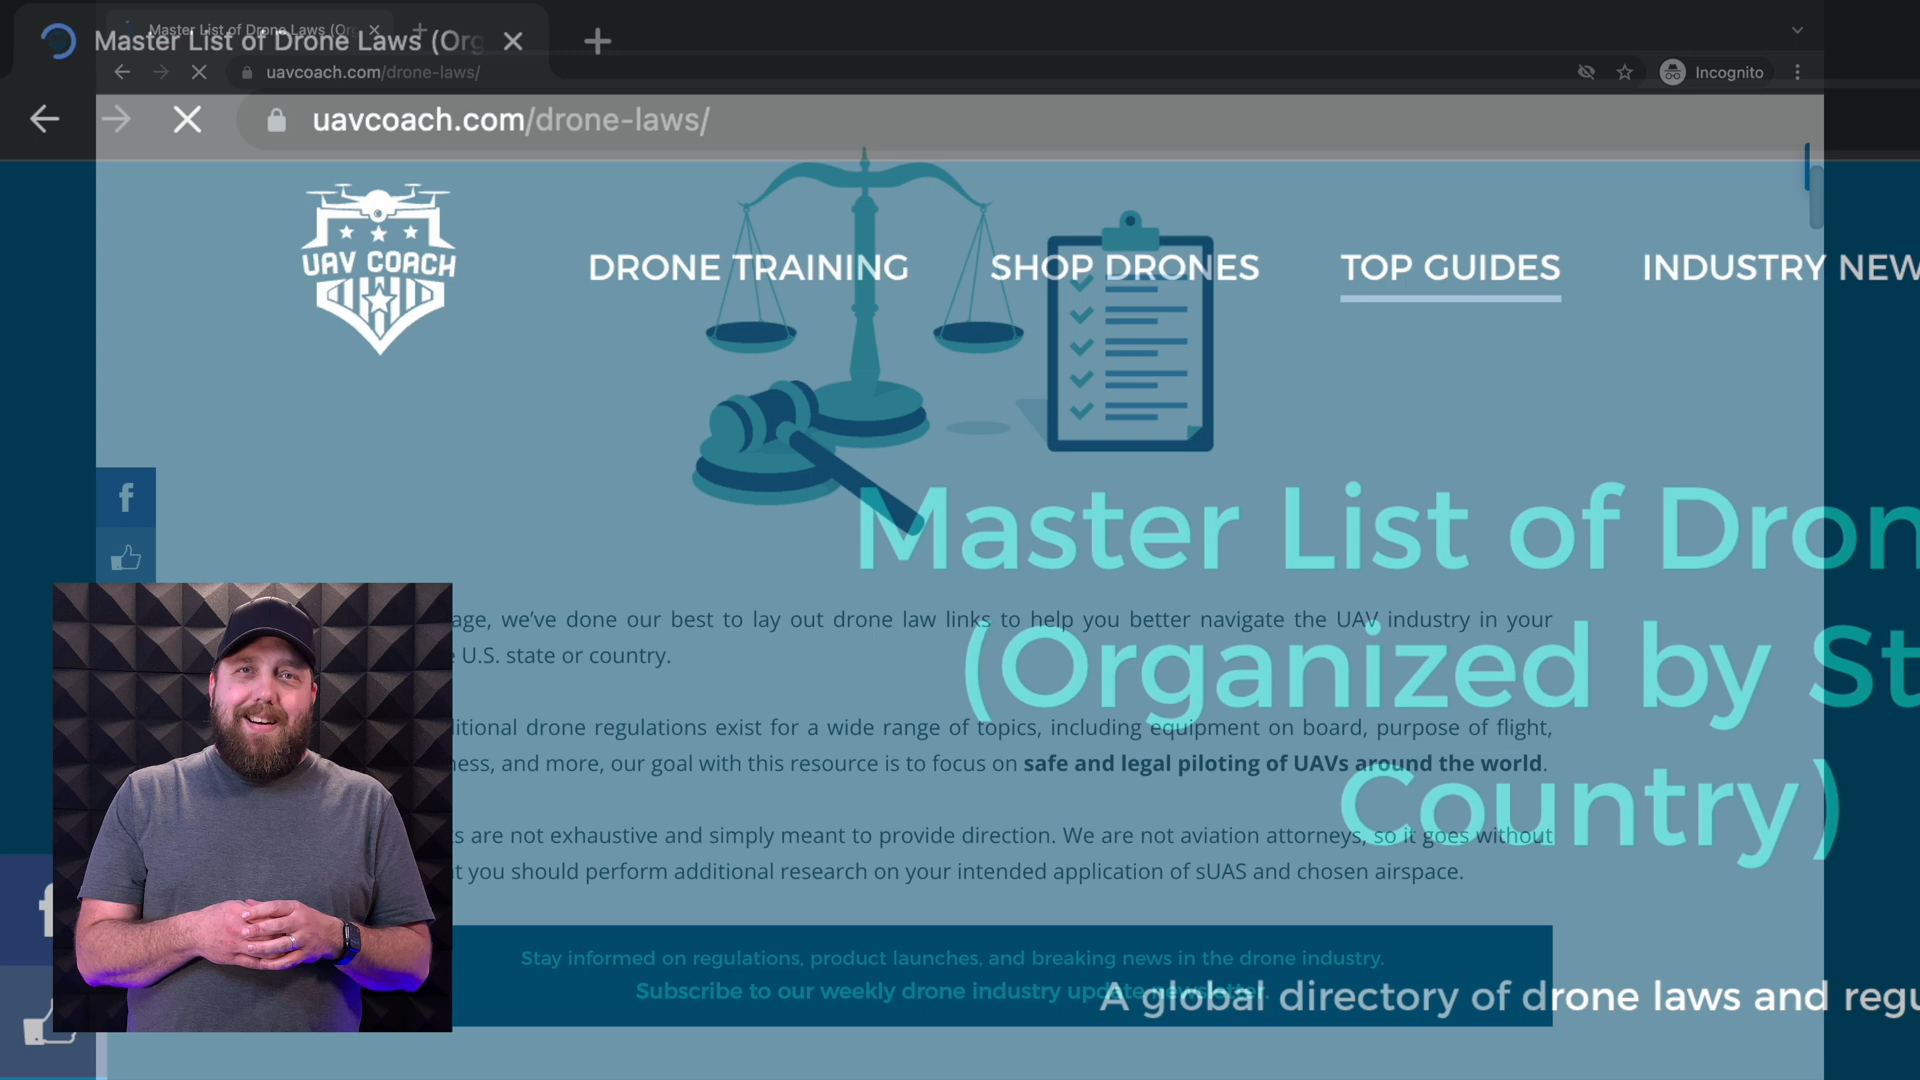 Master List of Drone Laws (Org
Master List of Drone Laws (Or
uavcoach.com/drone-laws/
Incognito
uavcoach.com/drone-laws/
UAV COACH
DRONE TRAINING
SHOP DRONES
TOP GUIDES
INDUSTRY NEW
Master List of Dron
(Organized by St
Country)
age, we've done our best to lay out drone law links to help you better navigate the UAV industry in your
U.S. state or country.
ditional drone regulations exist for a wide range of topics, including equipment on board, purpose of flight,
ness, and more, our goal with this resource is to focus on safe and legal piloting of UAVs around the world.
s are not exhaustive and simply meant to provide direction. We are not aviation attorneys, so it goes without
t you should perform additional research on your intended application of sUAS and chosen airspace.
Stay informed on regulations, product launches, and breaking news in the drone industry.
Subscribe to our weekly drone industry update newsletter.
A global directory of drone laws and regu